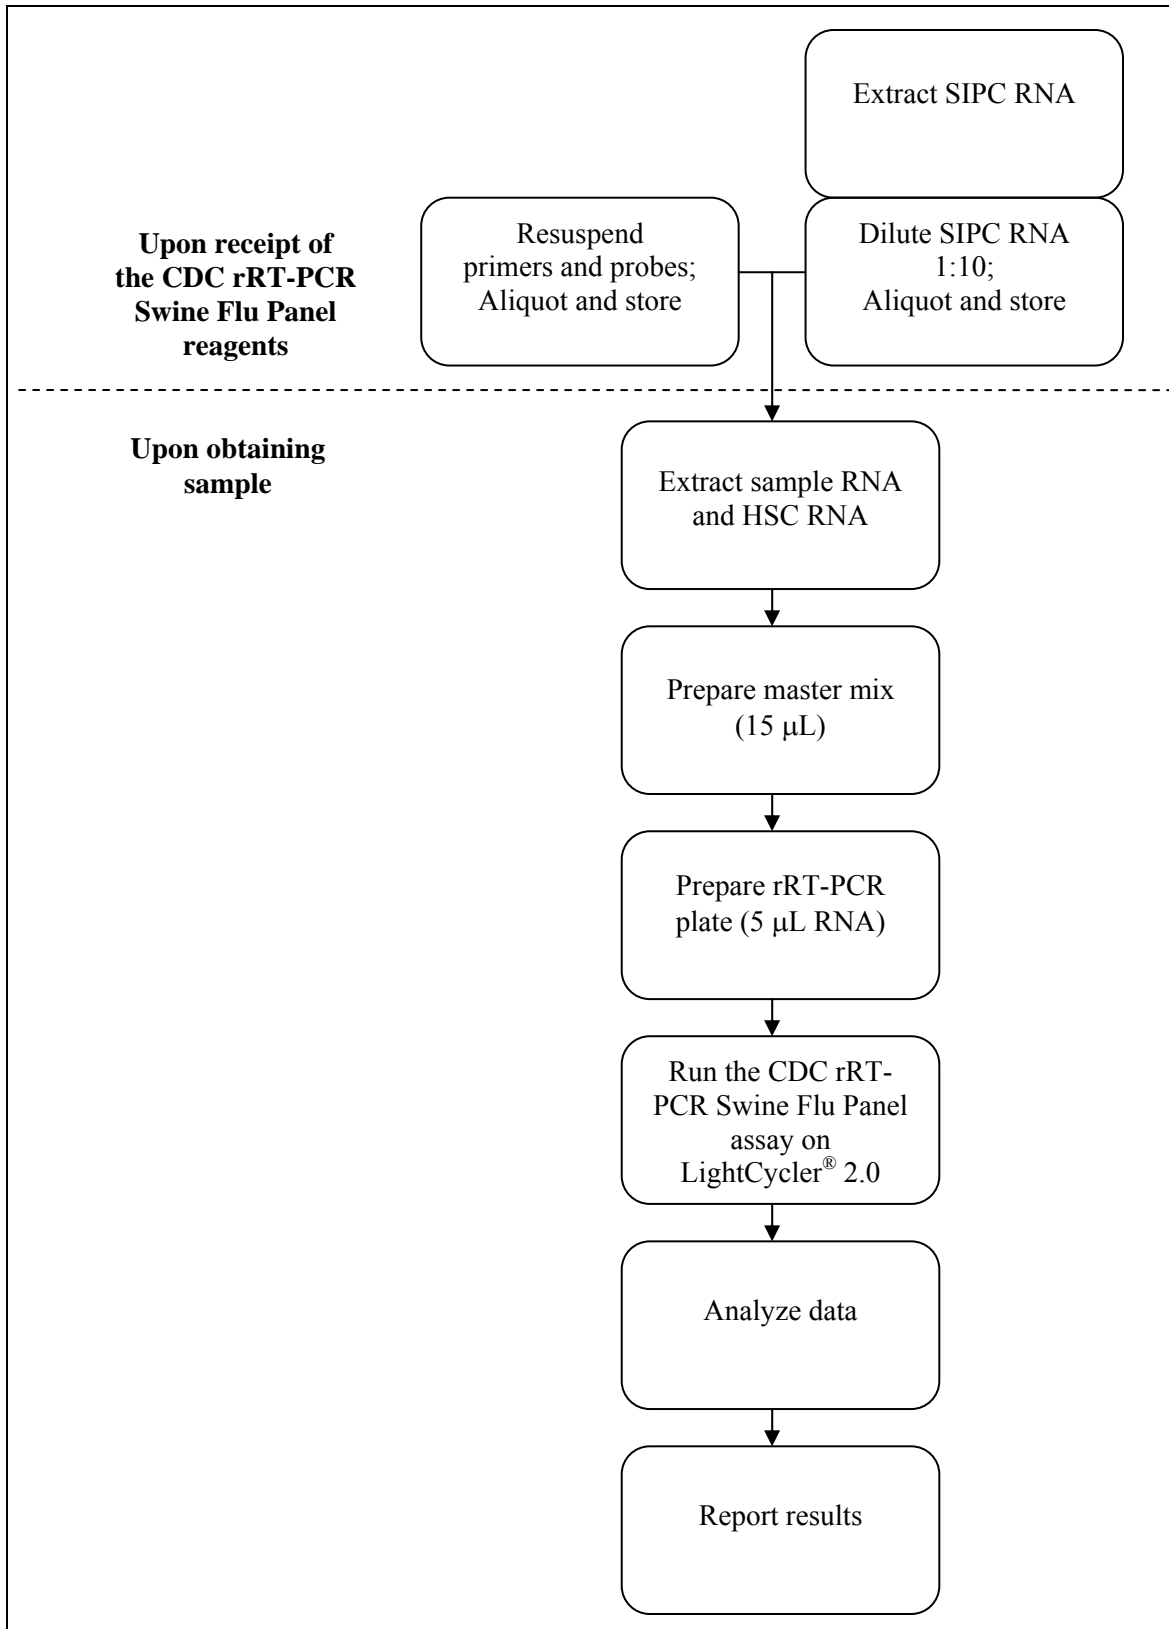 Extract SIPC RNA
Upon receipt of
the CDC rRT-PCR
Swine Flu Panel
reagents
Resuspend
primers and probes;
Aliquot and store
Dilute SIPC RNA
1:10;
Aliquot and store
Upon obtaining
sample
Extract sample RNA
and HSC RNA
Prepare master mix
(15 μL)
Prepare rRT-PCR
plate (5 μL RNA)
Run the CDC rRT-
PCR Swine Flu Panel
assay on
LightCycler® 2.0
Analyze data
Report results